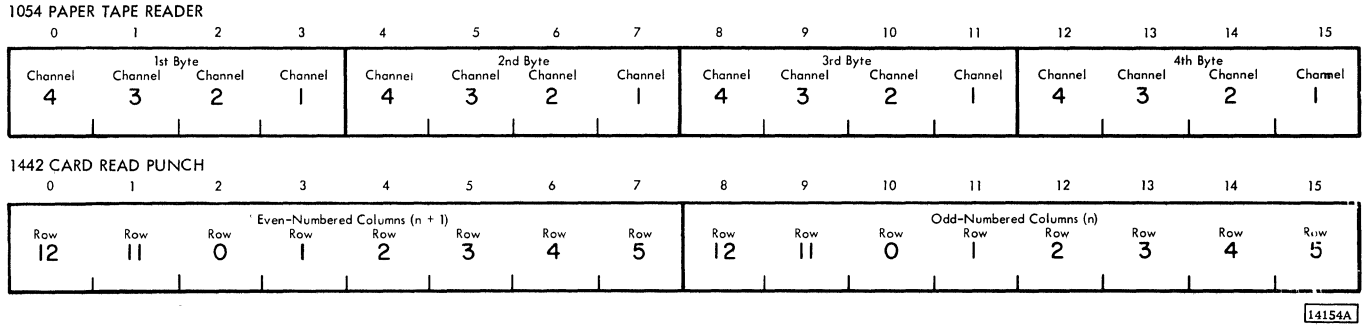 1054 PAPER TAPE READER
0 1 2 3 4 5 6 7 8 9 10 11 12 13 14 15
1st Byte 2nd Byte 3rd Byte 4th Byte
Channel Channel Channel Channel Channel Channel Channel Channel Channel Channel Channel Channel Channel Channel Channel Channel
4 3 2 1 4 3 2 1 4 3 2 1 4 3 2 1
1442 CARD READ PUNCH
0 1 2 3 4 5 6 7 8 9 10 11 12 13 14 15
Even-Numbered Columns (n + 1) Odd-Numbered Columns (n)
Row Row Row Row Row Row Row Row Row Row Row Row Row Row Row Row
12 11 0 1 2 3 4 5 12 11 0 1 2 3 4 5
14154A